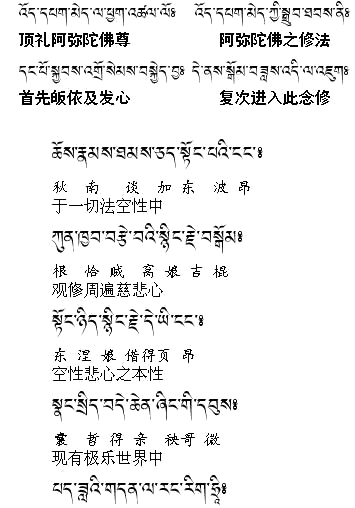 འོད་དཔག་མེད་ལ་ཕྱག་འཚལ་ལོ༔ འོད་དཔག་མེད་ཀྱི་སྒྲུབ་ཐབས་ནི༔
顶礼阿弥陀佛尊 阿弥陀佛之修法
དང་པོ་སྐྱབས་འགྲོ་སེམས་བསྐྱེད་བྱ༔ དེ་ནས་སྒོམ་བཟླས་འདི་ལ་འཇུག༔
首先皈依及发心 复次进入此念修
ཆོས་རྣམས་ཐམས་ཅད་སྟོང་པའི་ངང་༔
秋 南 谈 加 东 波 昂
于一切法空性中
ཀུན་ཁྱབ་བརྩེ་བའི་སྙིང་རྗེ་བསྒོམ༔
根 恰 贼 窝 娘 吉 棍
观修周遍慈悲心
སྟོང་ཉིད་སྙིང་རྗེ་དེ་ཡི་ངང་༔
东 涅 娘 偕得页 昂
空性悲心之本性
སྣང་སྲིད་བདེ་ཆེན་ཞིང་གི་དབུས༔
囊 哲 得 亲 秧哥 微
现有极乐世界中
པད་ཟླའི་གདན་ལ་རང་རིག་ཧྲཱི༔